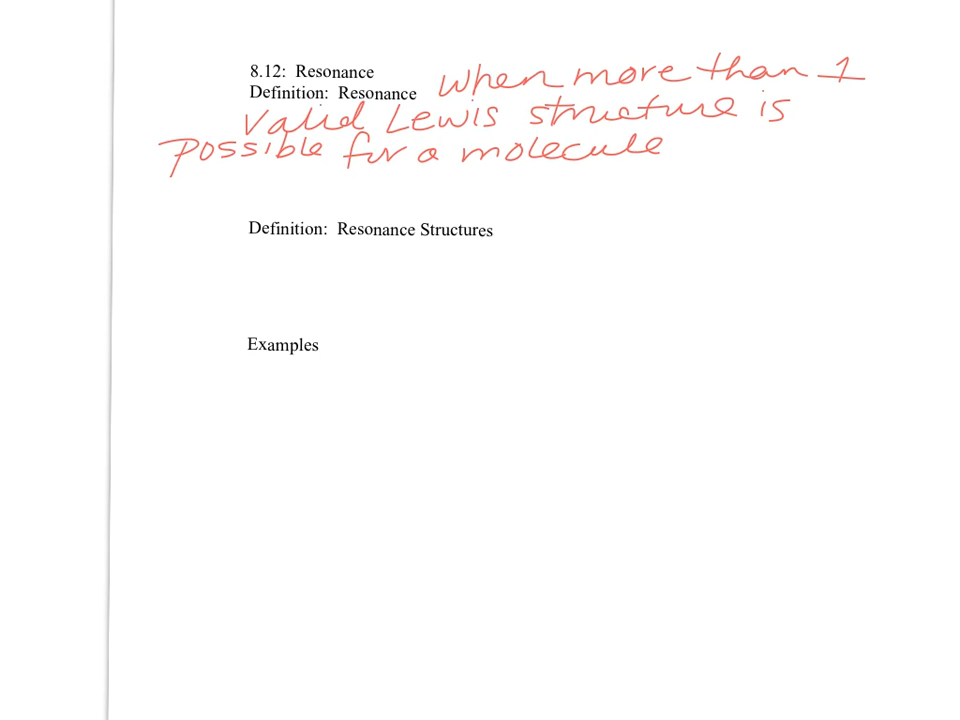 8.12: Resonance
Definition: Resonance when more than 1
valid Lewis structure is
possible for a molecule
Definition: Resonance Structures
Examples